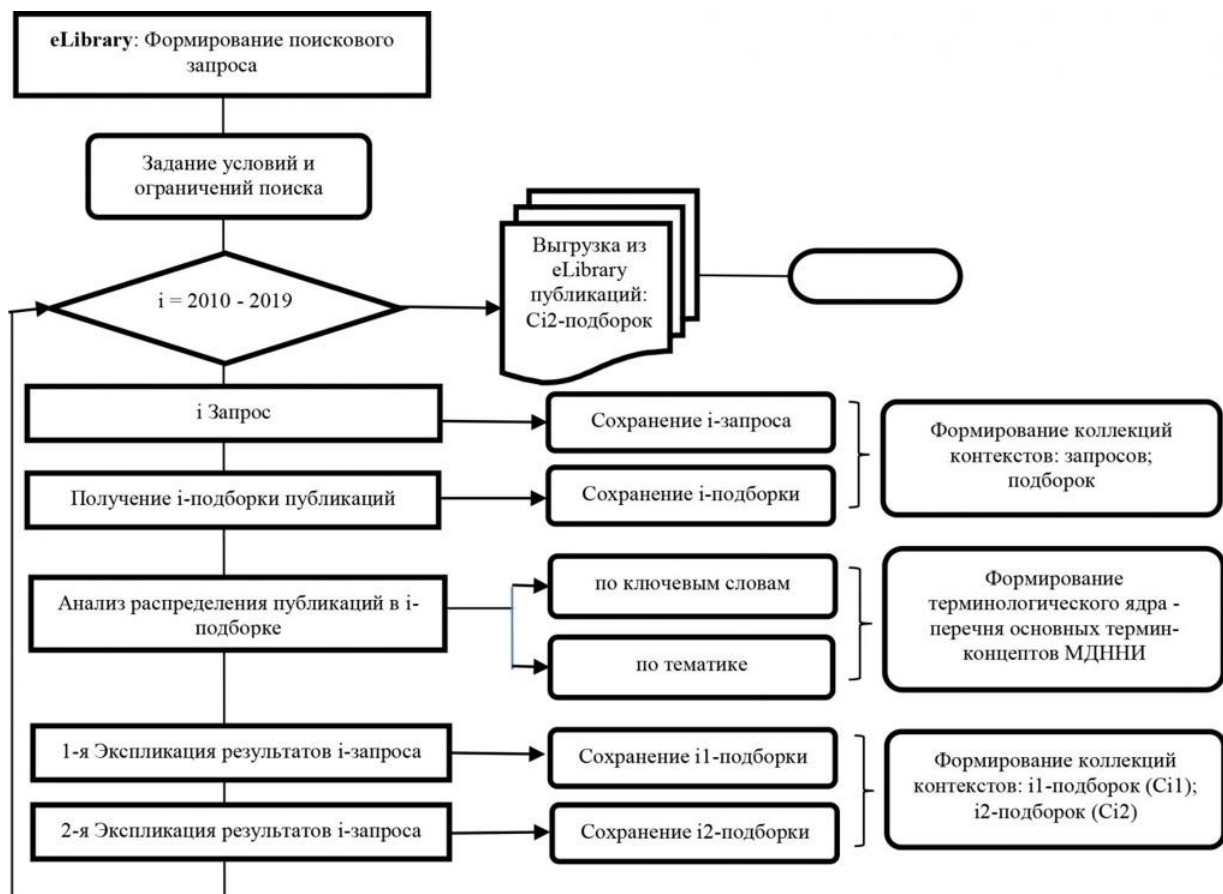 eLibrary: Формирование поискового
запроса
Задание условий и
ограничений поиска
i = 2010 - 2019
Выгрузка из
eLibrary
публикаций:
Ci2-подборок
i Запрос
Сохранение i-запроса
Формирование коллекций
контекстов: запросов;
подборок
Получение i-подборки публикаций
Сохранение i-подборки
Анализ распределения публикаций в i-
подборке
по ключевым словам
по тематике
Формирование
терминологического ядра -
перечня основных термин-
концептов МДННИ
1-я Экспликация результатов i-запроса
Сохранение i1-подборки
Формирование коллекций
контекстов: i1-подборок (Ci1);
i2-подборок (Ci2)
2-я Экспликация результатов i-запроса
Сохранение i2-подборки